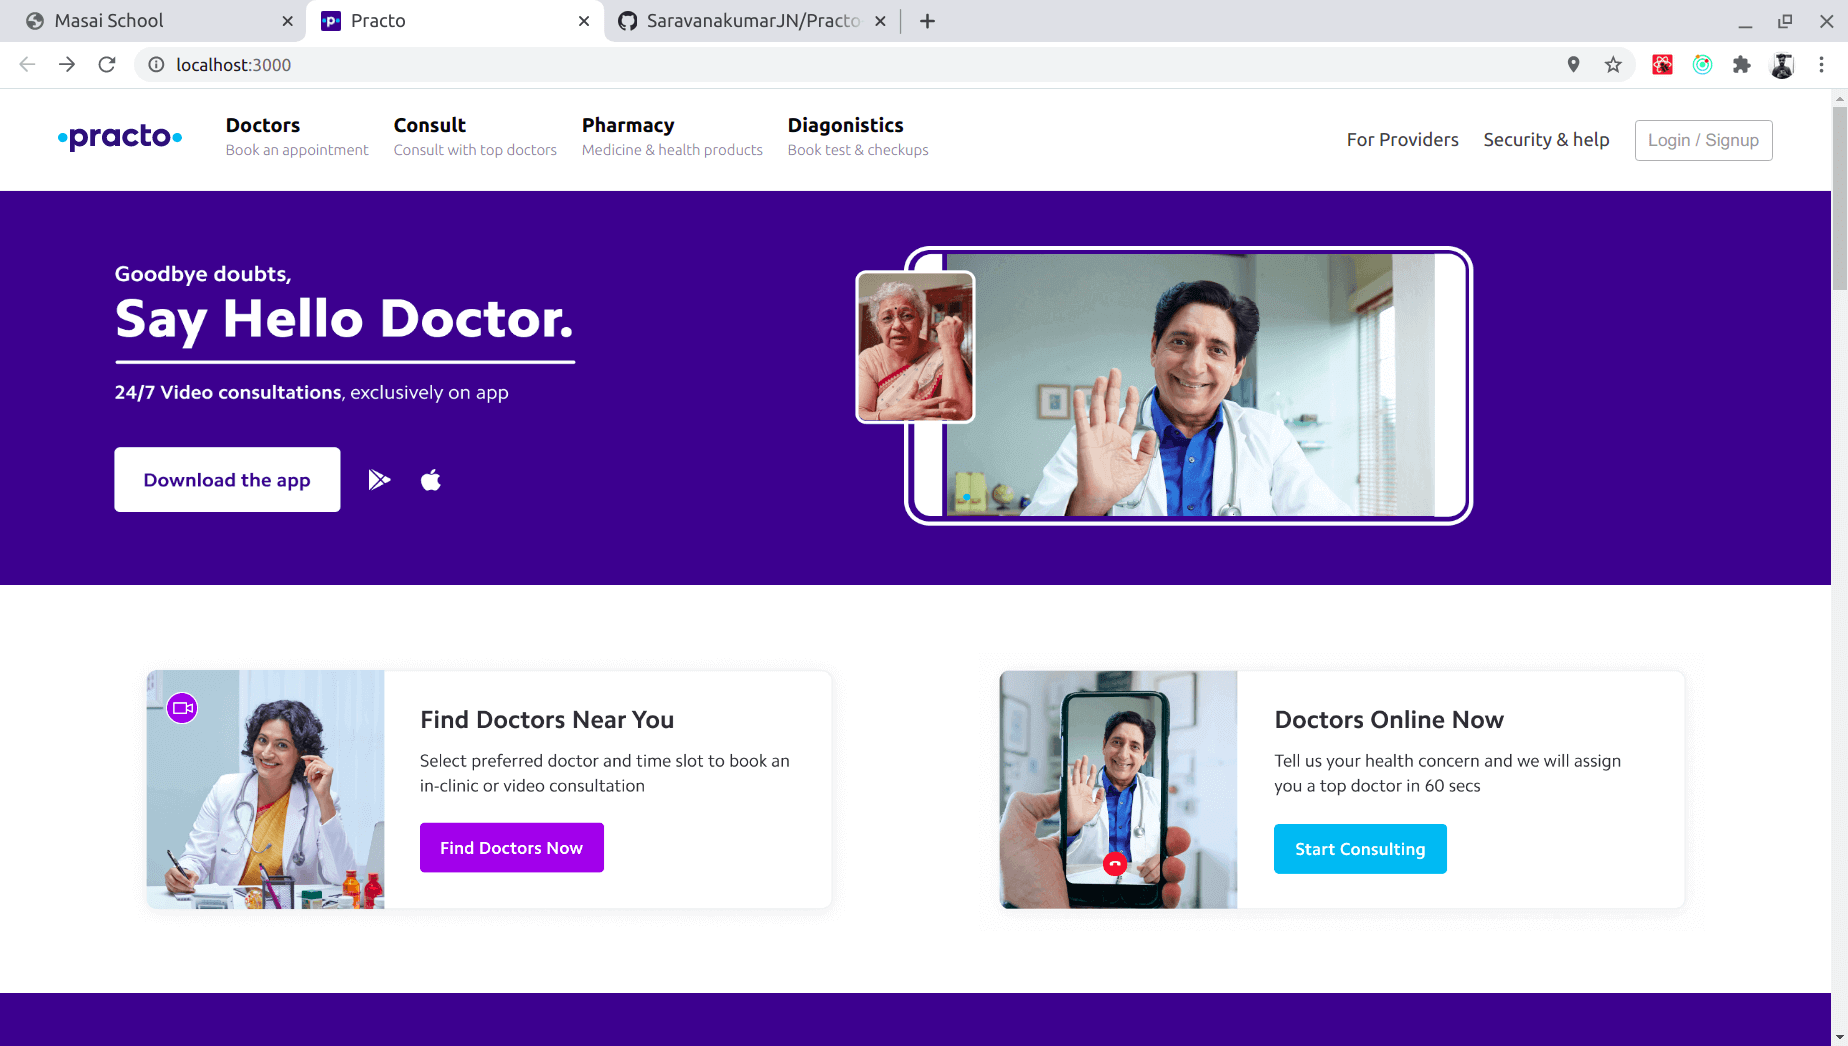 Masai School
Practo
SaravanakumarJN/Practo
localhost:3000
practo
Doctors
Book an appointment
Consult
Consult with top doctors
Pharmacy
Medicine & health products
Diagonistics
Book test & checkups
For Providers
Security & help
Login / Signup
Goodbye doubts,
Say Hello Doctor.
24/7 Video consultations, exclusively on app
Download the app
Find Doctors Near You
Select preferred doctor and time slot to book an
in-clinic or video consultation
Find Doctors Now
Doctors Online Now
Tell us your health concern and we will assign
you a top doctor in 60 secs
Start Consulting